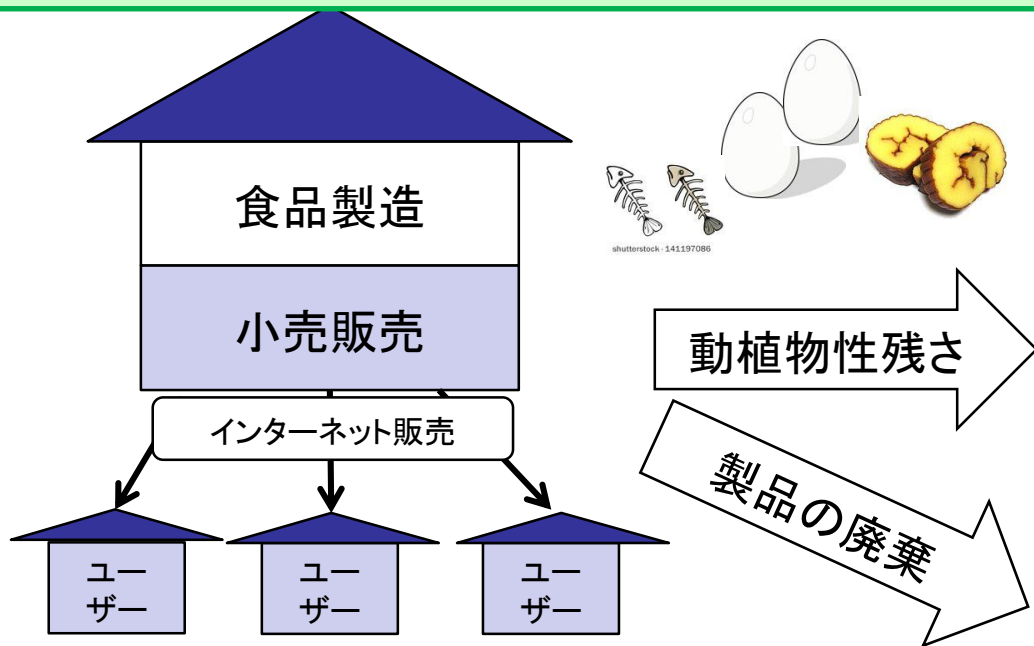 食品製造
小売販売
インターネット販売
ユー
ザー
ユー
ザー
ユー
ザー
shutterstock · 141197086
動植物性残さ
製品の廃棄